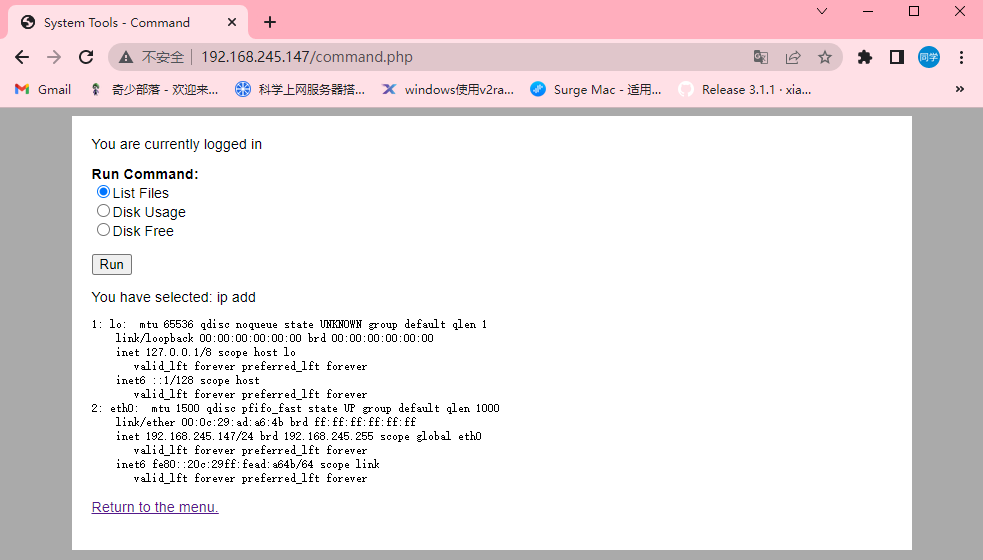 System Tools - Command
不安全 192.168.245.147/command.php
同学
Gmail 奇少部落 - 欢迎来... 科学上网服务器搭... windows使用v2ra... Surge Mac - 适用... Release 3.1.1 · xia... »
You are currently logged in
Run Command:
List Files
Disk Usage
Disk Free
Run
You have selected: ip add
1: lo:  mtu 65536 qdisc noqueue state UNKNOWN group default qlen 1
    link/loopback 00:00:00:00:00:00 brd 00:00:00:00:00:00
    inet 127.0.0.1/8 scope host lo
       valid_lft forever preferred_lft forever
    inet6 ::1/128 scope host
       valid_lft forever preferred_lft forever
2: eth0:  mtu 1500 qdisc pfifo_fast state UP group default qlen 1000
    link/ether 00:0c:29:ad:a6:4b brd ff:ff:ff:ff:ff:ff
    inet 192.168.245.147/24 brd 192.168.245.255 scope global eth0
       valid_lft forever preferred_lft forever
    inet6 fe80::20c:29ff:fead:a64b/64 scope link
       valid_lft forever preferred_lft forever
Return to the menu.